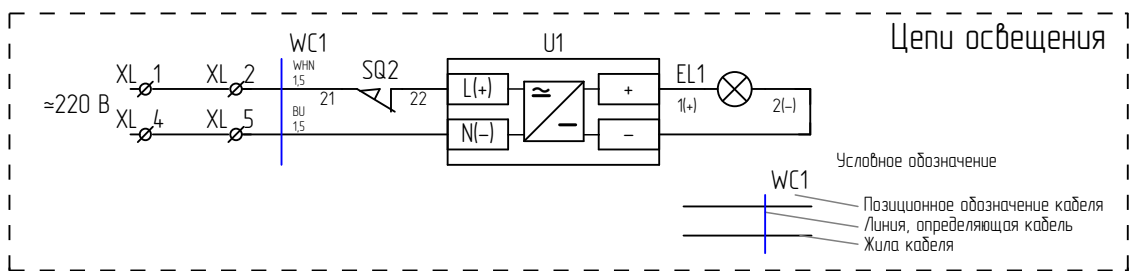 Цепи освещения
WC1
U1
WHN
1,5
XL 1
XL 2
21
SQ2
22
L(+)
+
EL1
1(+)
2(-)
≃220 В
XL 4
XL 5
BU
1,5
N(-)
-
Условное обозначение
WC1
Позиционное обозначение кабеля
Линия, определяющая кабель
Жила кабеля